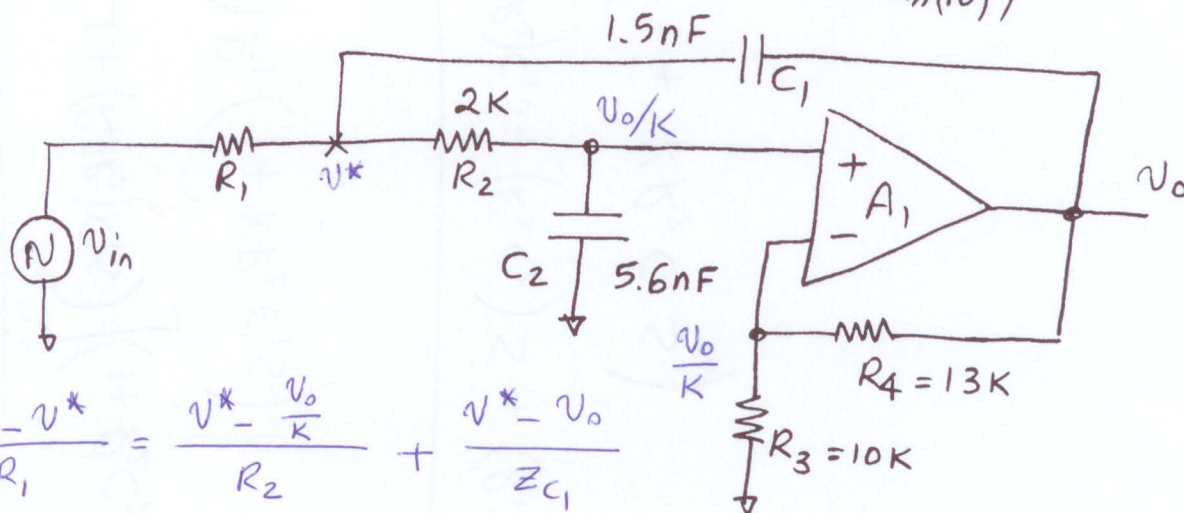 1.5nF
C₁
2K
v₀/K
R₁
v*
R₂
+
A₁
-
v₀
N
vᵢₙ
C₂
5.6nF
v₀/K
R₄ = 13K
R₃ = 10K
- v* / R₁ = (v* - v₀/K) / R₂ + (v* - v₀) / Z_C₁